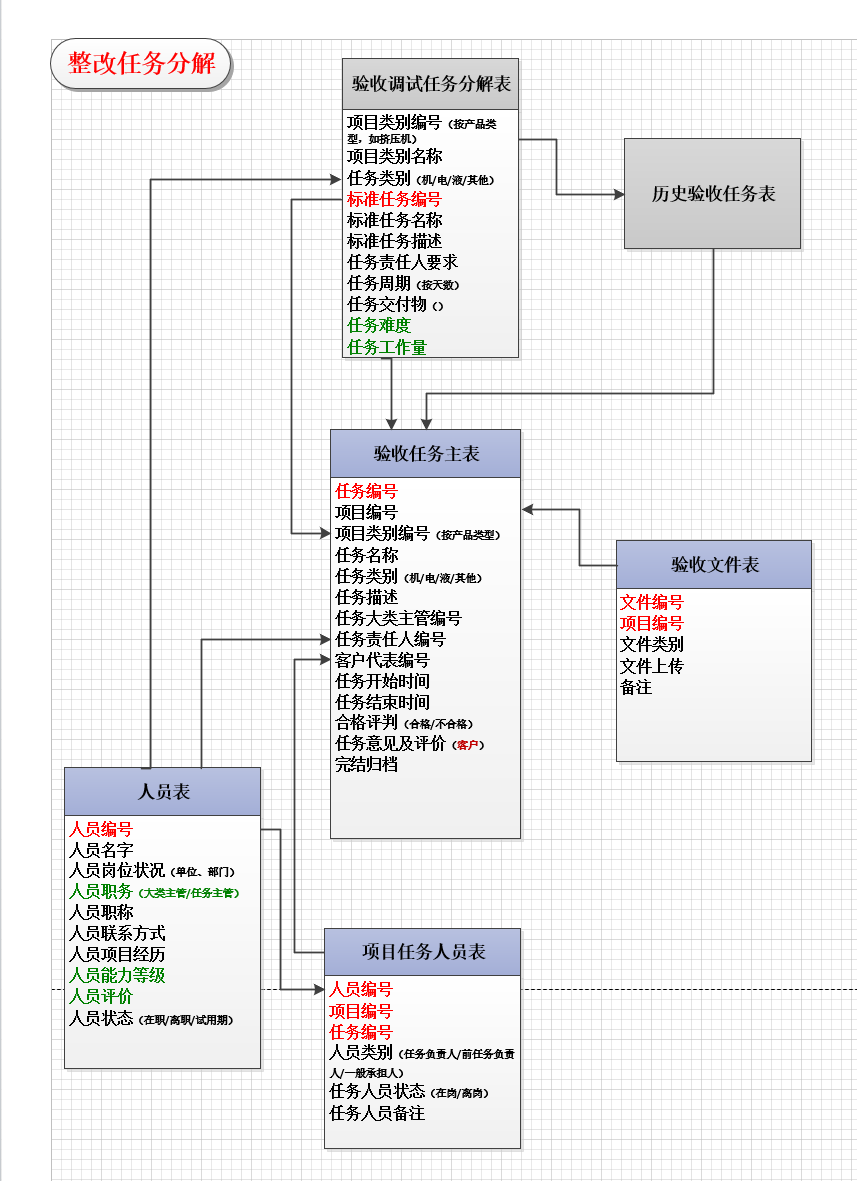 整改任务分解
验收调试任务分解表
项目类别编号（按产品类
型，如挤压机）
项目类别名称
任务类别（机/电/液/其他）
标准任务编号
标准任务名称
标准任务描述
任务责任人要求
任务周期（按天数）
任务交付物（）
任务难度
任务工作量
历史验收任务表
验收任务主表
任务编号
项目编号
项目类别编号（按产品类型）
任务名称
任务类别（机/电/液/其他）
任务描述
任务大类主管编号
任务责任人编号
客户代表编号
任务开始时间
任务结束时间
合格评判（合格/不合格）
任务意见及评价（客户）
完结归档
验收文件表
文件编号
项目编号
文件类别
文件上传
备注
人员表
人员编号
人员名字
人员岗位状况（单位、部门）
人员职务（大类主管/任务主管）
人员职称
人员联系方式
人员项目经历
人员能力等级
人员评价
人员状态（在职/离职/试用期）
项目任务人员表
人员编号
项目编号
任务编号
人员类别（任务负责人/前任务负责
人/一般承担人）
任务人员状态（在岗/离岗）
任务人员备注